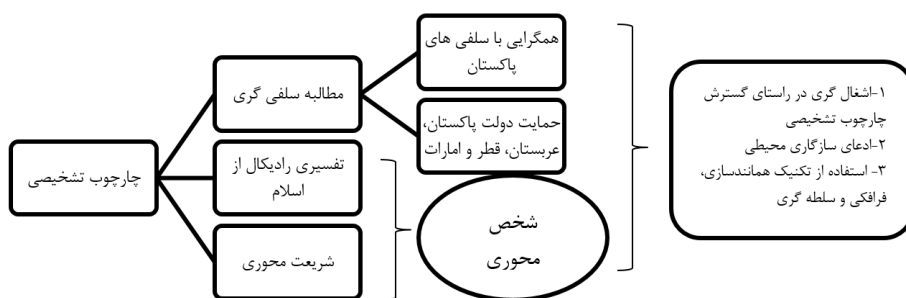 چارچوب تشخیصی
مطالبه سلفی گری
تفسیری رادیکال از
اسلام
شریعت محوری
همگرایی با سلفی های
پاکستان
حمایت دولت پاکستان،
عربستان، قطر و امارات
شخص
محوری
۱-اشغال گری در راستای گسترش
چارچوب تشخیصی
۲-ادعای سازگاری محیطی
۳- استفاده از تکنیک همانندسازی،
فرافکی و سلطه گری